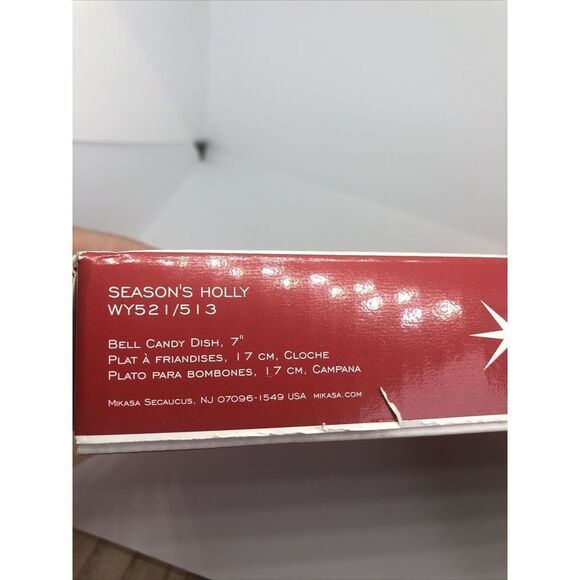 SEASON'S HOLLY
WY521/513
BELL CANDY DISH, 7"
PLAT À FRIANDISES, 17 CM, CLOCHE
PLATO PARA BOMBONES, 17 CM, CAMPANA
MIKASA SECAUCUS, NJ 07096-1549 USA MIKASA.COM